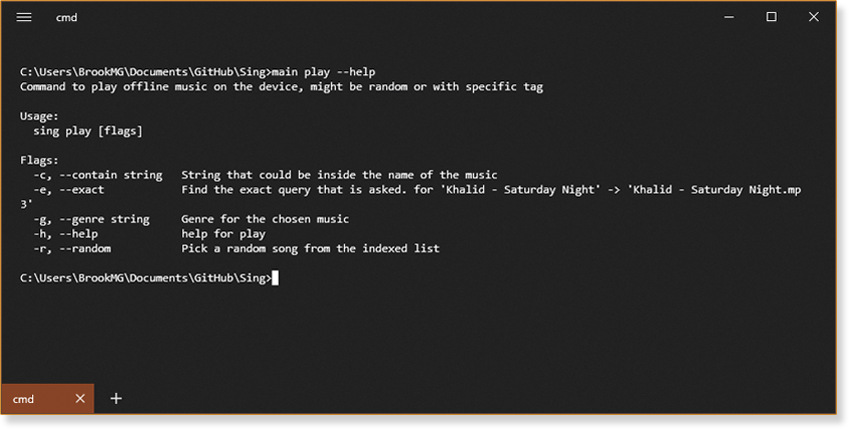 cmd
C:\Users\BrookMG\Documents\GitHub\Sing>main play --help
Command to play offline music on the device, might be random or with specific tag
Usage:
  sing play [flags]
Flags:
  -c, --contain string   String that could be inside the name of the music
  -e, --exact            Find the exact query that is asked. for 'Khalid - Saturday Night' -> 'Khalid - Saturday Night.mp
3'
  -g, --genre string     Genre for the chosen music
  -h, --help             help for play
  -r, --random           Pick a random song from the indexed list
C:\Users\BrookMG\Documents\GitHub\Sing>
cmd